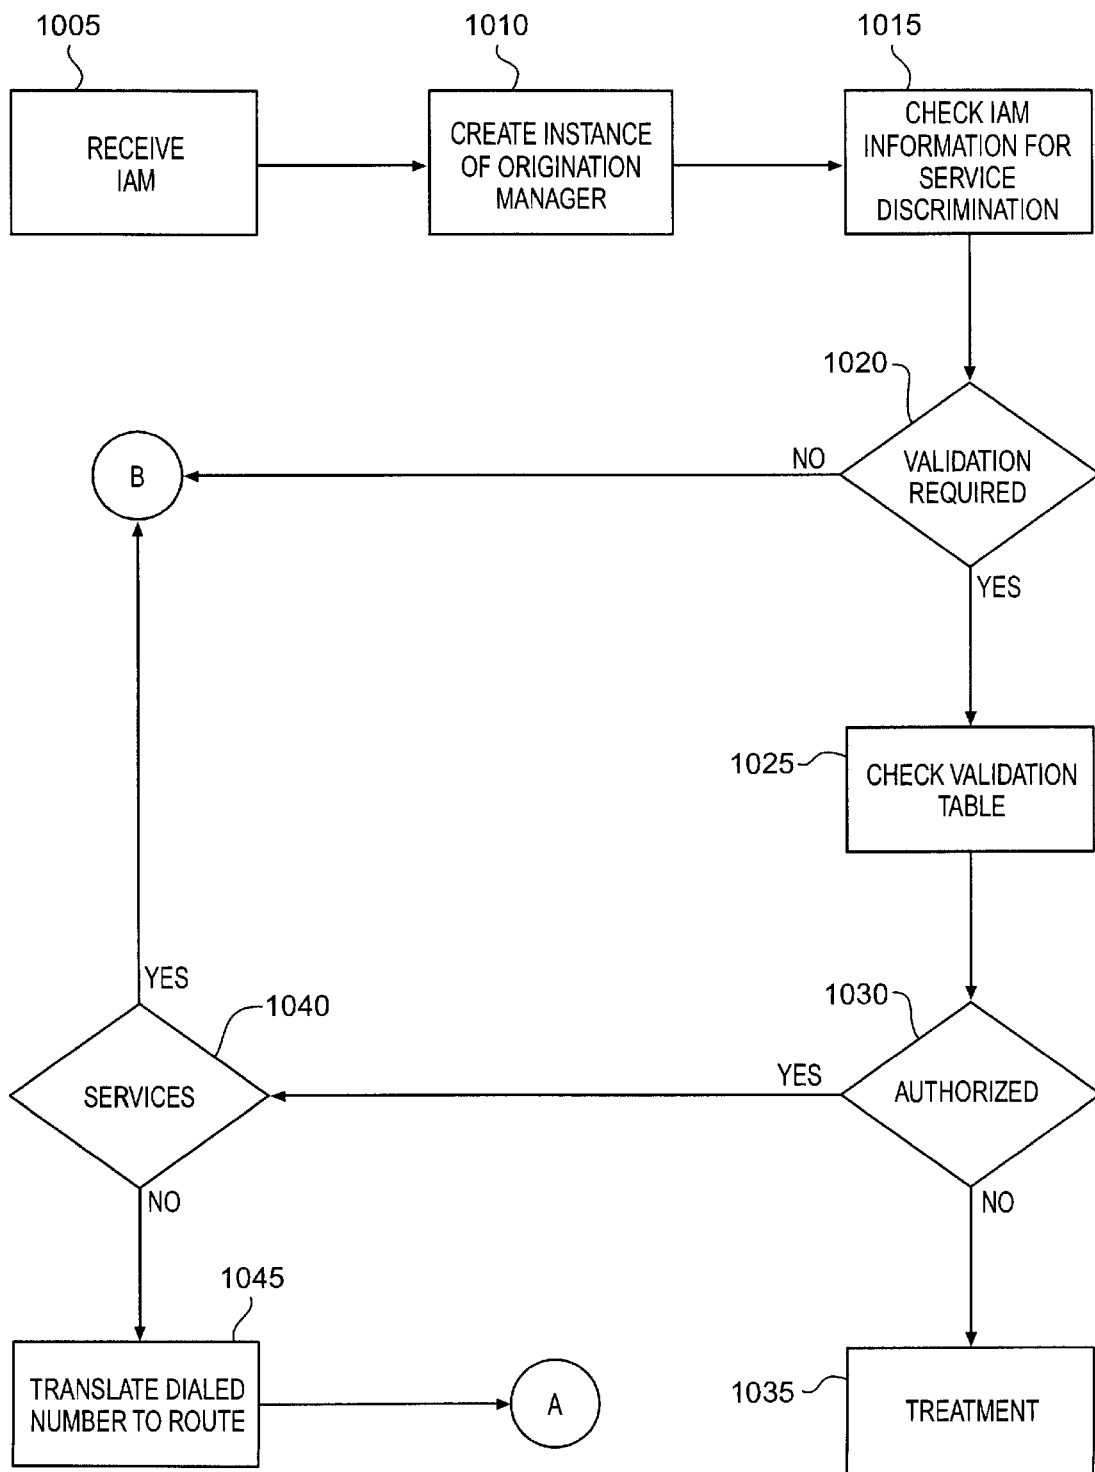 1005
1010
1015
RECEIVE
IAM
CREATE INSTANCE
OF ORIGINATION
MANAGER
CHECK IAM
INFORMATION FOR
SERVICE
DISCRIMINATION
1020
B
NO
VALIDATION
REQUIRED
YES
1025
CHECK VALIDATION
TABLE
YES
1040
1030
SERVICES
YES
AUTHORIZED
NO
NO
1045
TRANSLATE DIALED
NUMBER TO ROUTE
A
1035
TREATMENT